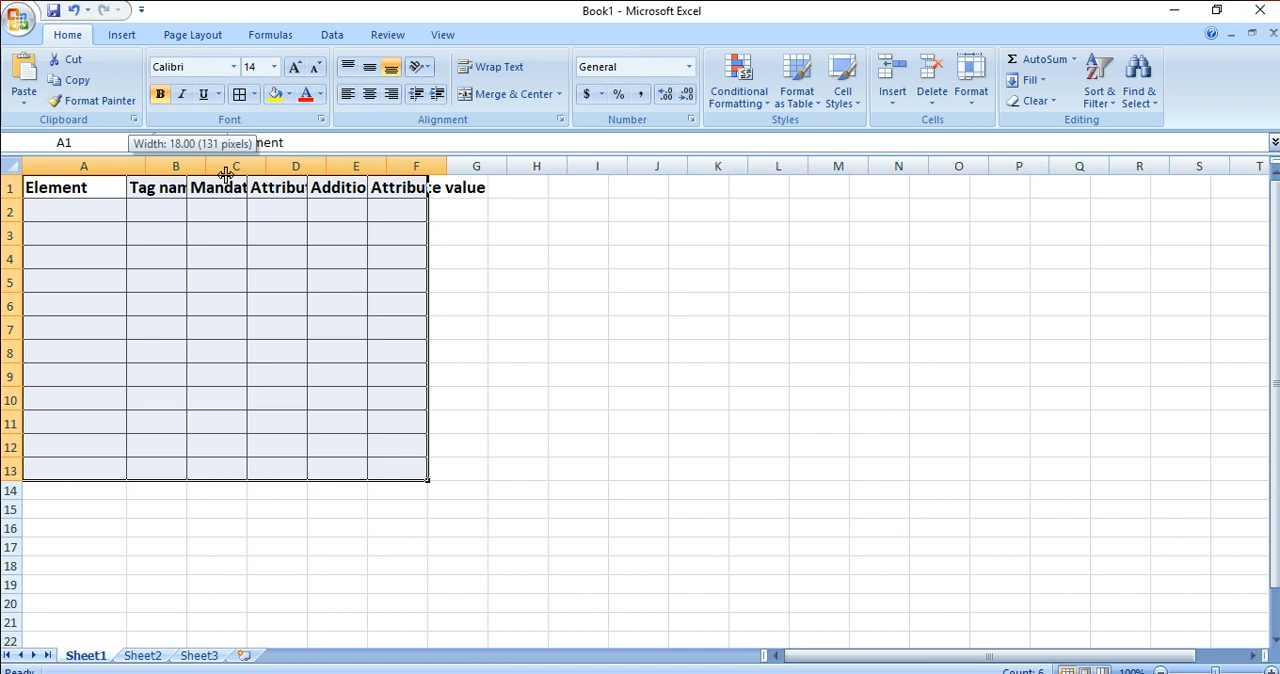 Book1 - Microsoft Excel
Home Insert Page Layout Formulas Data Review View
Paste
Cut
Copy
Format Painter
Clipboard
Calibri 14
B I U A A A
Font
Wrap Text
Merge & Center
Alignment
General
$ % ,
Number
Conditional Formatting
Format as Table
Cell Styles
Styles
Insert Delete Format
Cells
Σ AutoSum
Fill
Clear
Sort & Filter
Find & Select
Editing
A1 Width: 18.00 (131 pixels) ment
A B C D E F G H I J K L M N O P Q R S T
1 Element Tag nam Mandat Attribut Additio Attribute value
2
3
4
5
6
7
8
9
10
11
12
13
14
15
16
17
18
19
20
21
22
Sheet1 Sheet2 Sheet3
Ready Count: 6 100%